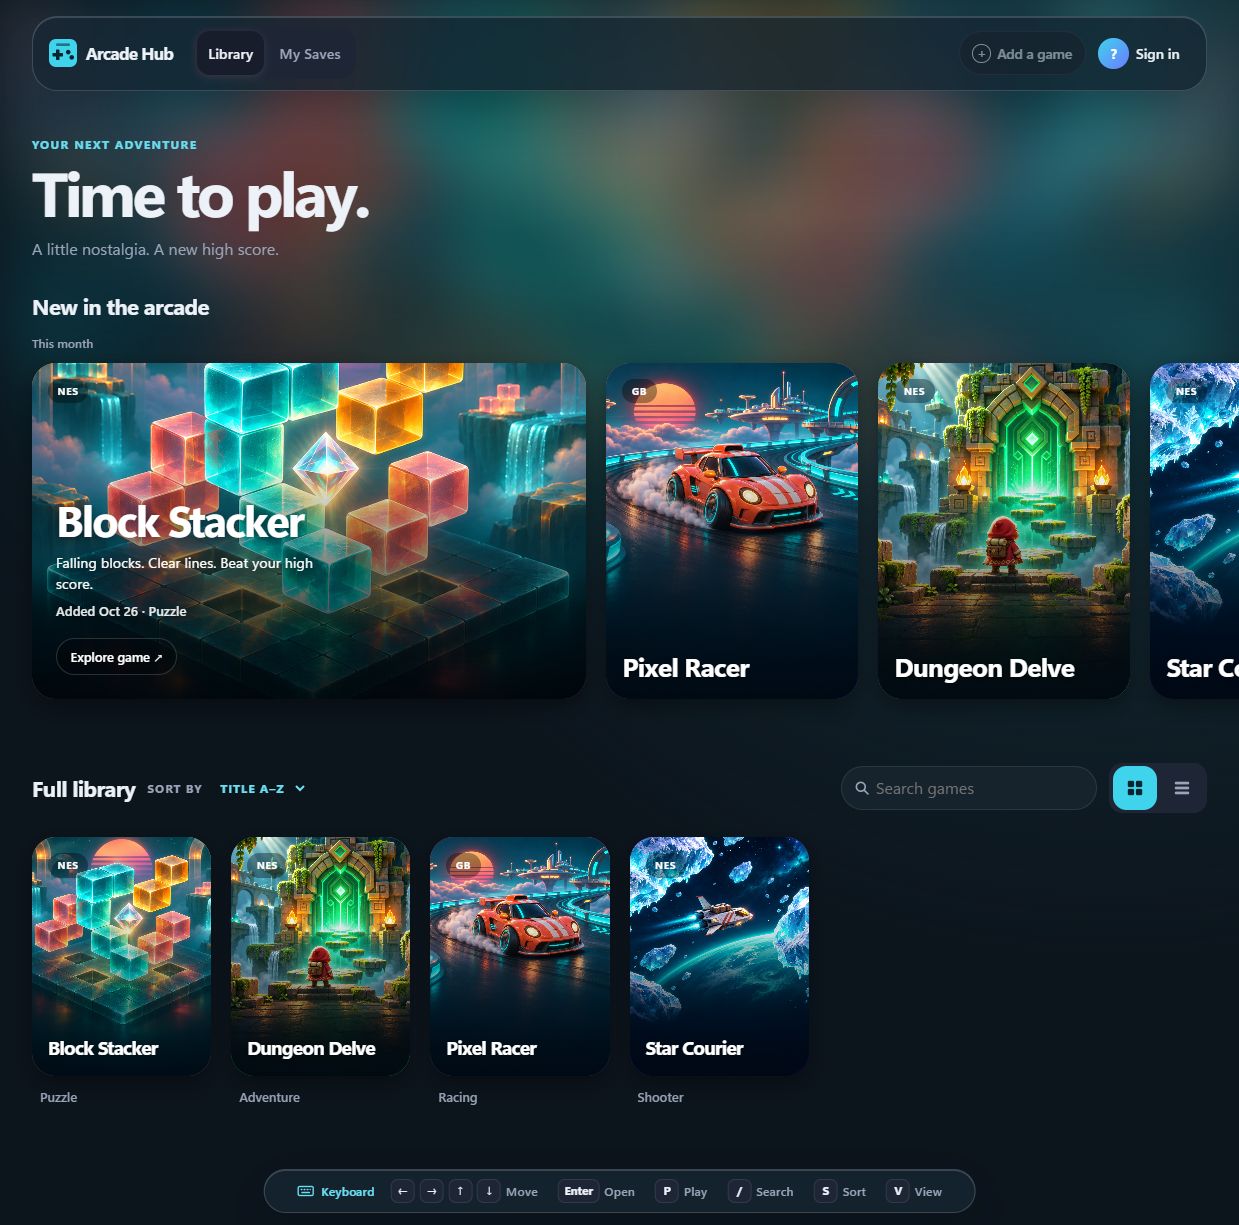 Arcade Hub
Library
My Saves
Add a game
?
Sign in
YOUR NEXT ADVENTURE
Time to play.
A little nostalgia. A new high score.
New in the arcade
This month
NES
Block Stacker
Falling blocks. Clear lines. Beat your high
score.
Added Oct 26 · Puzzle
Explore game ↗
GB
Pixel Racer
NES
Dungeon Delve
NES
Star Co
Full library
SORT BY
TITLE A–Z
Search games
NES
Block Stacker
Puzzle
NES
Dungeon Delve
Adventure
GB
Pixel Racer
Racing
NES
Star Courier
Shooter
Keyboard ← → ↑ ↓ Move Enter Open P Play / Search S Sort V View